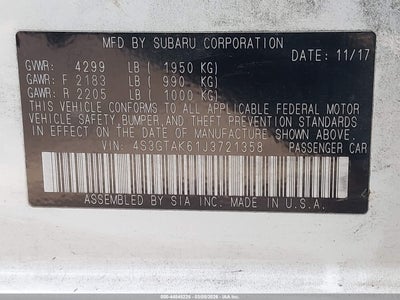 MFD BY SUBARU CORPORATION
DATE: 11/17
GVWR: 4299 LB ( 1950 KG)
GAWR: F 2183 LB ( 990 KG)
GAWR: R 2205 LB ( 1000 KG)
THIS VEHICLE CONFORMS TO ALL APPLICABLE FEDERAL MOTOR
VEHICLE SAFETY, BUMPER, AND THEFT PREVENTION STANDARDS
IN EFFECT ON THE DATE OF MANUFACTURE SHOWN ABOVE.
VIN: 4S3GTAK61J3721358 PASSENGER CAR
ASSEMBLED BY SIA INC. IN U.S.A.